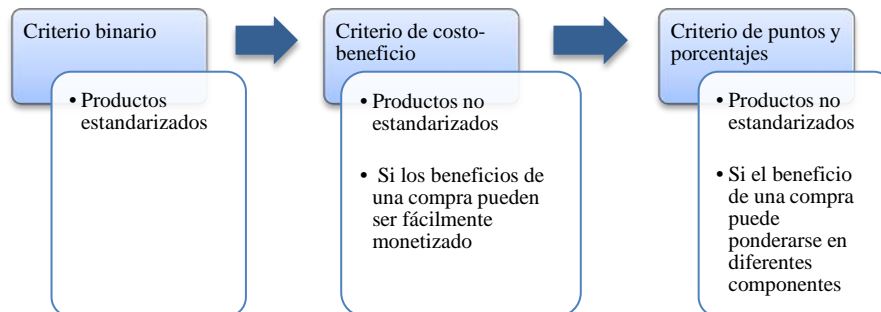 Criterio binario
• Productos
estandarizados
Criterio de costo-
beneficio
• Productos no
estandarizados
• Si los beneficios de
una compra pueden
ser fácilmente
monetizado
Criterio de puntos y
porcentajes
• Productos no
estandarizados
• Si el beneficio
de una compra
puede
ponderarse en
diferentes
componentes